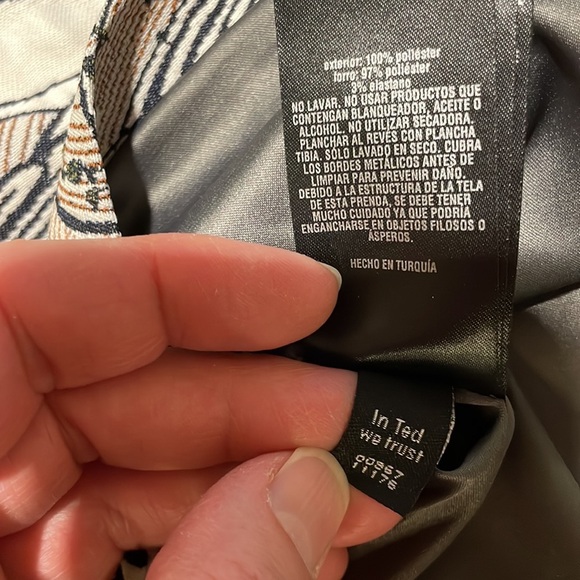 exterior: 100% poliéster
forro: 97% poliéster
3% elastano
NO LAVAR. NO USAR PRODUCTOS QUE
CONTENGAN BLANQUEADOR, ACEITE O
ALCOHOL. NO UTILIZAR SECADORA.
PLANCHAR AL REVÉS CON PLANCHA
TIBIA. SÓLO LAVADO EN SECO. CUBRA
LOS BORDES METÁLICOS ANTES DE
LIMPIAR PARA PREVENIR DAÑO.
DEBIDO A LA ESTRUCTURA DE LA TELA
DE ESTA PRENDA, SE DEBE TENER
MUCHO CUIDADO YA QUE PODRÍA
ENGANCHARSE EN OBJETOS FILOSOS O
ÁSPEROS.
HECHO EN TURQUÍA
In Ted
we trust
00967
11176